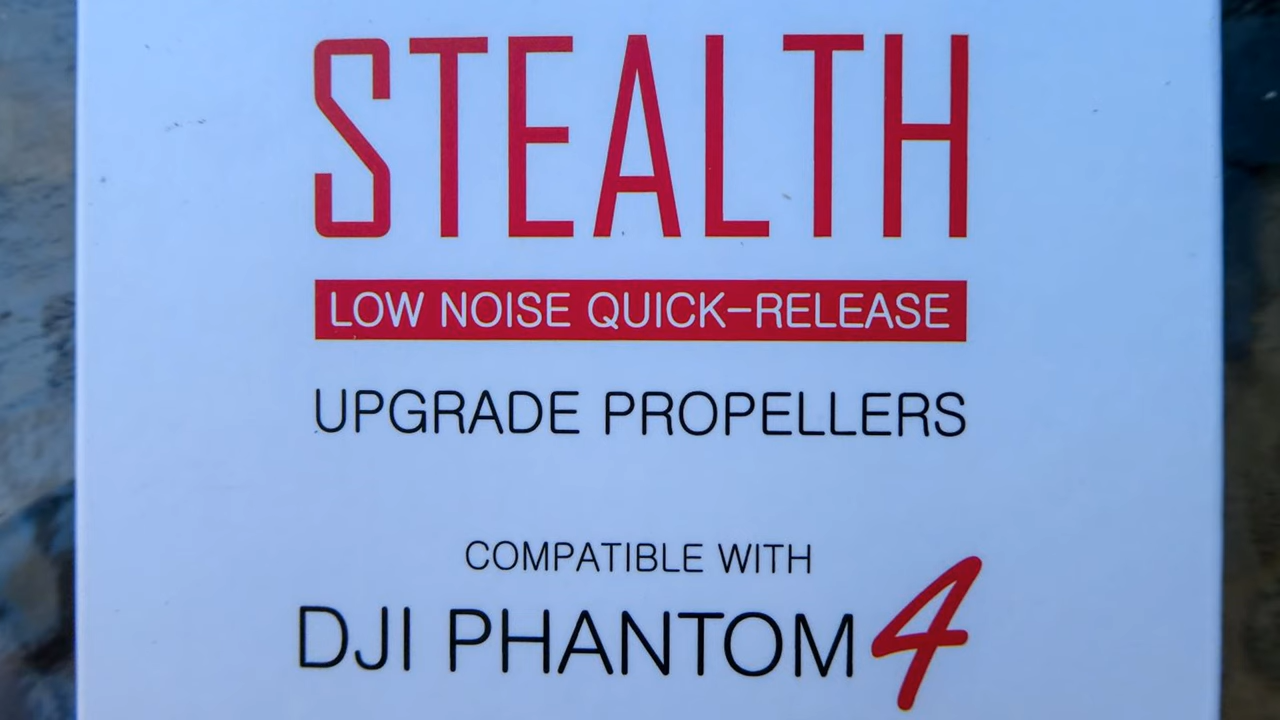 STEALTH
LOW NOISE QUICK-RELEASE
UPGRADE PROPELLERS
COMPATIBLE WITH
DJI PHANTOM 4